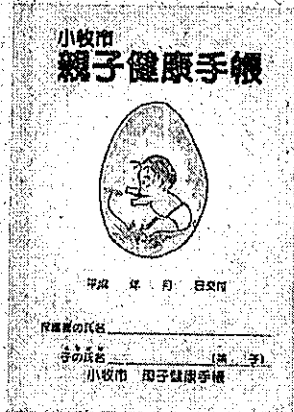 小牧市
親子健康手帳
平成 年 月 日交付
保護者の氏名
子の氏名 (第 子)
小牧市 親子健康手帳